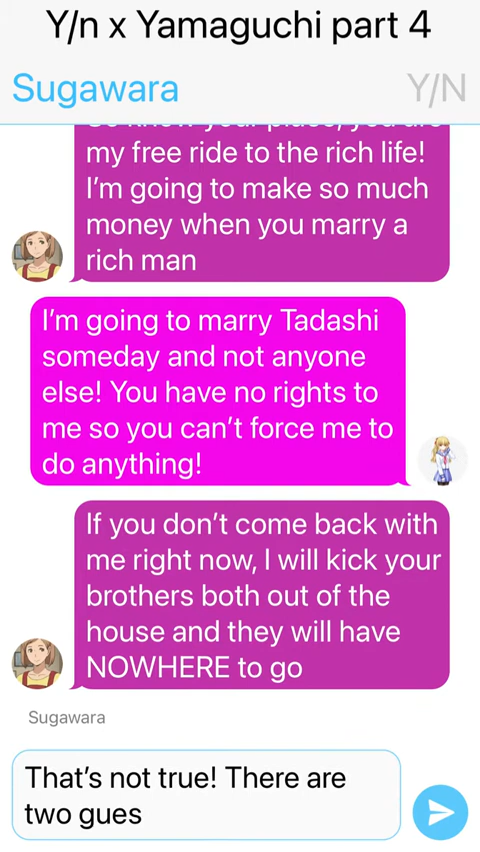 Y/n x Yamaguchi part 4
Sugawara
Y/N
my free ride to the rich life!
I'm going to make so much
money when you marry a
rich man
I'm going to marry Tadashi
someday and not anyone
else! You have no rights to
me so you can't force me to
do anything!
If you don't come back with
me right now, I will kick your
brothers both out of the
house and they will have
NOWHERE to go
Sugawara
That's not true! There are
two gues